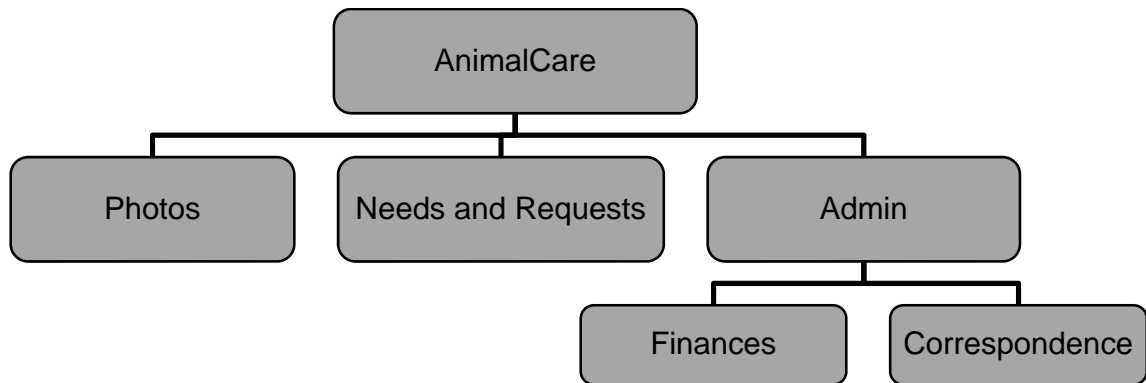 AnimalCare
Photos
Needs and Requests
Admin
Finances
Correspondence